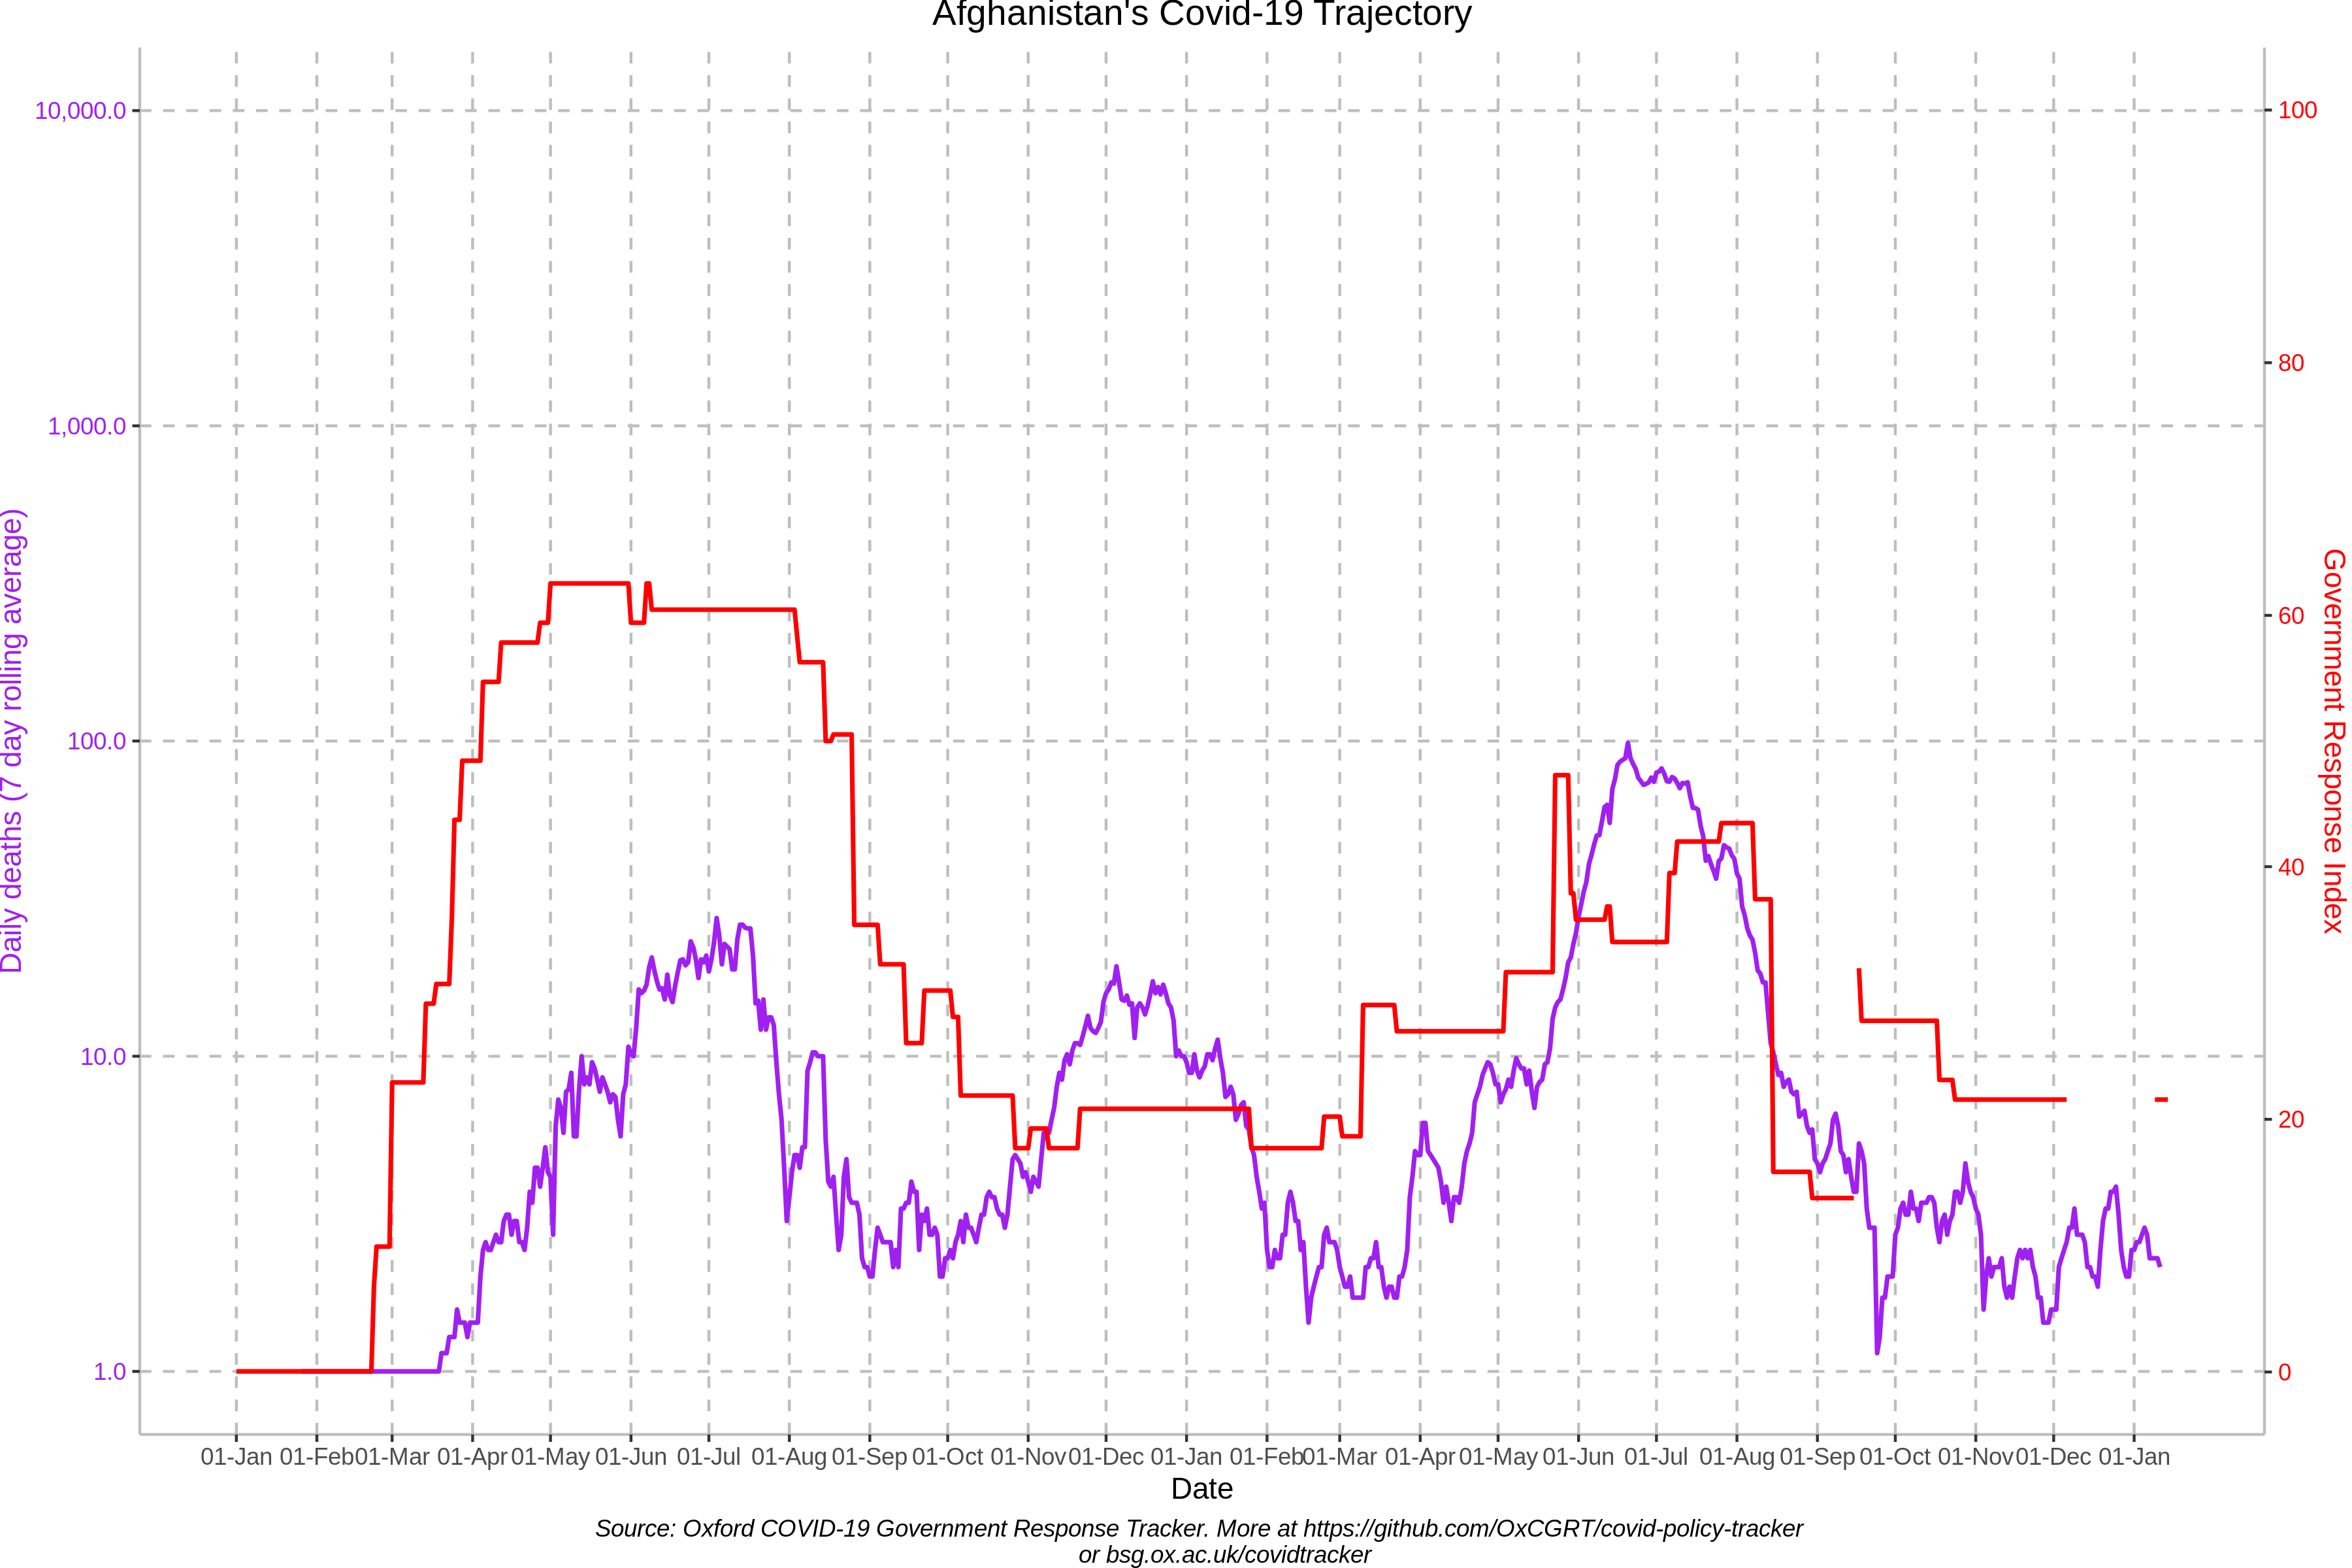 Afghanistan's Covid-19 Trajectory
10,000.0
1,000.0
100.0
10.0
1.0
Daily deaths (7 day rolling average)
100
80
60
40
20
0
Government Response Index
01-Jan 01-Feb 01-Mar 01-Apr 01-May 01-Jun 01-Jul 01-Aug 01-Sep 01-Oct 01-Nov 01-Dec 01-Jan 01-Feb 01-Mar 01-Apr 01-May 01-Jun 01-Jul 01-Aug 01-Sep 01-Oct 01-Nov 01-Dec 01-Jan
Date
Source: Oxford COVID-19 Government Response Tracker. More at https://github.com/OxCGRT/covid-policy-tracker
or bsg.ox.ac.uk/covidtracker